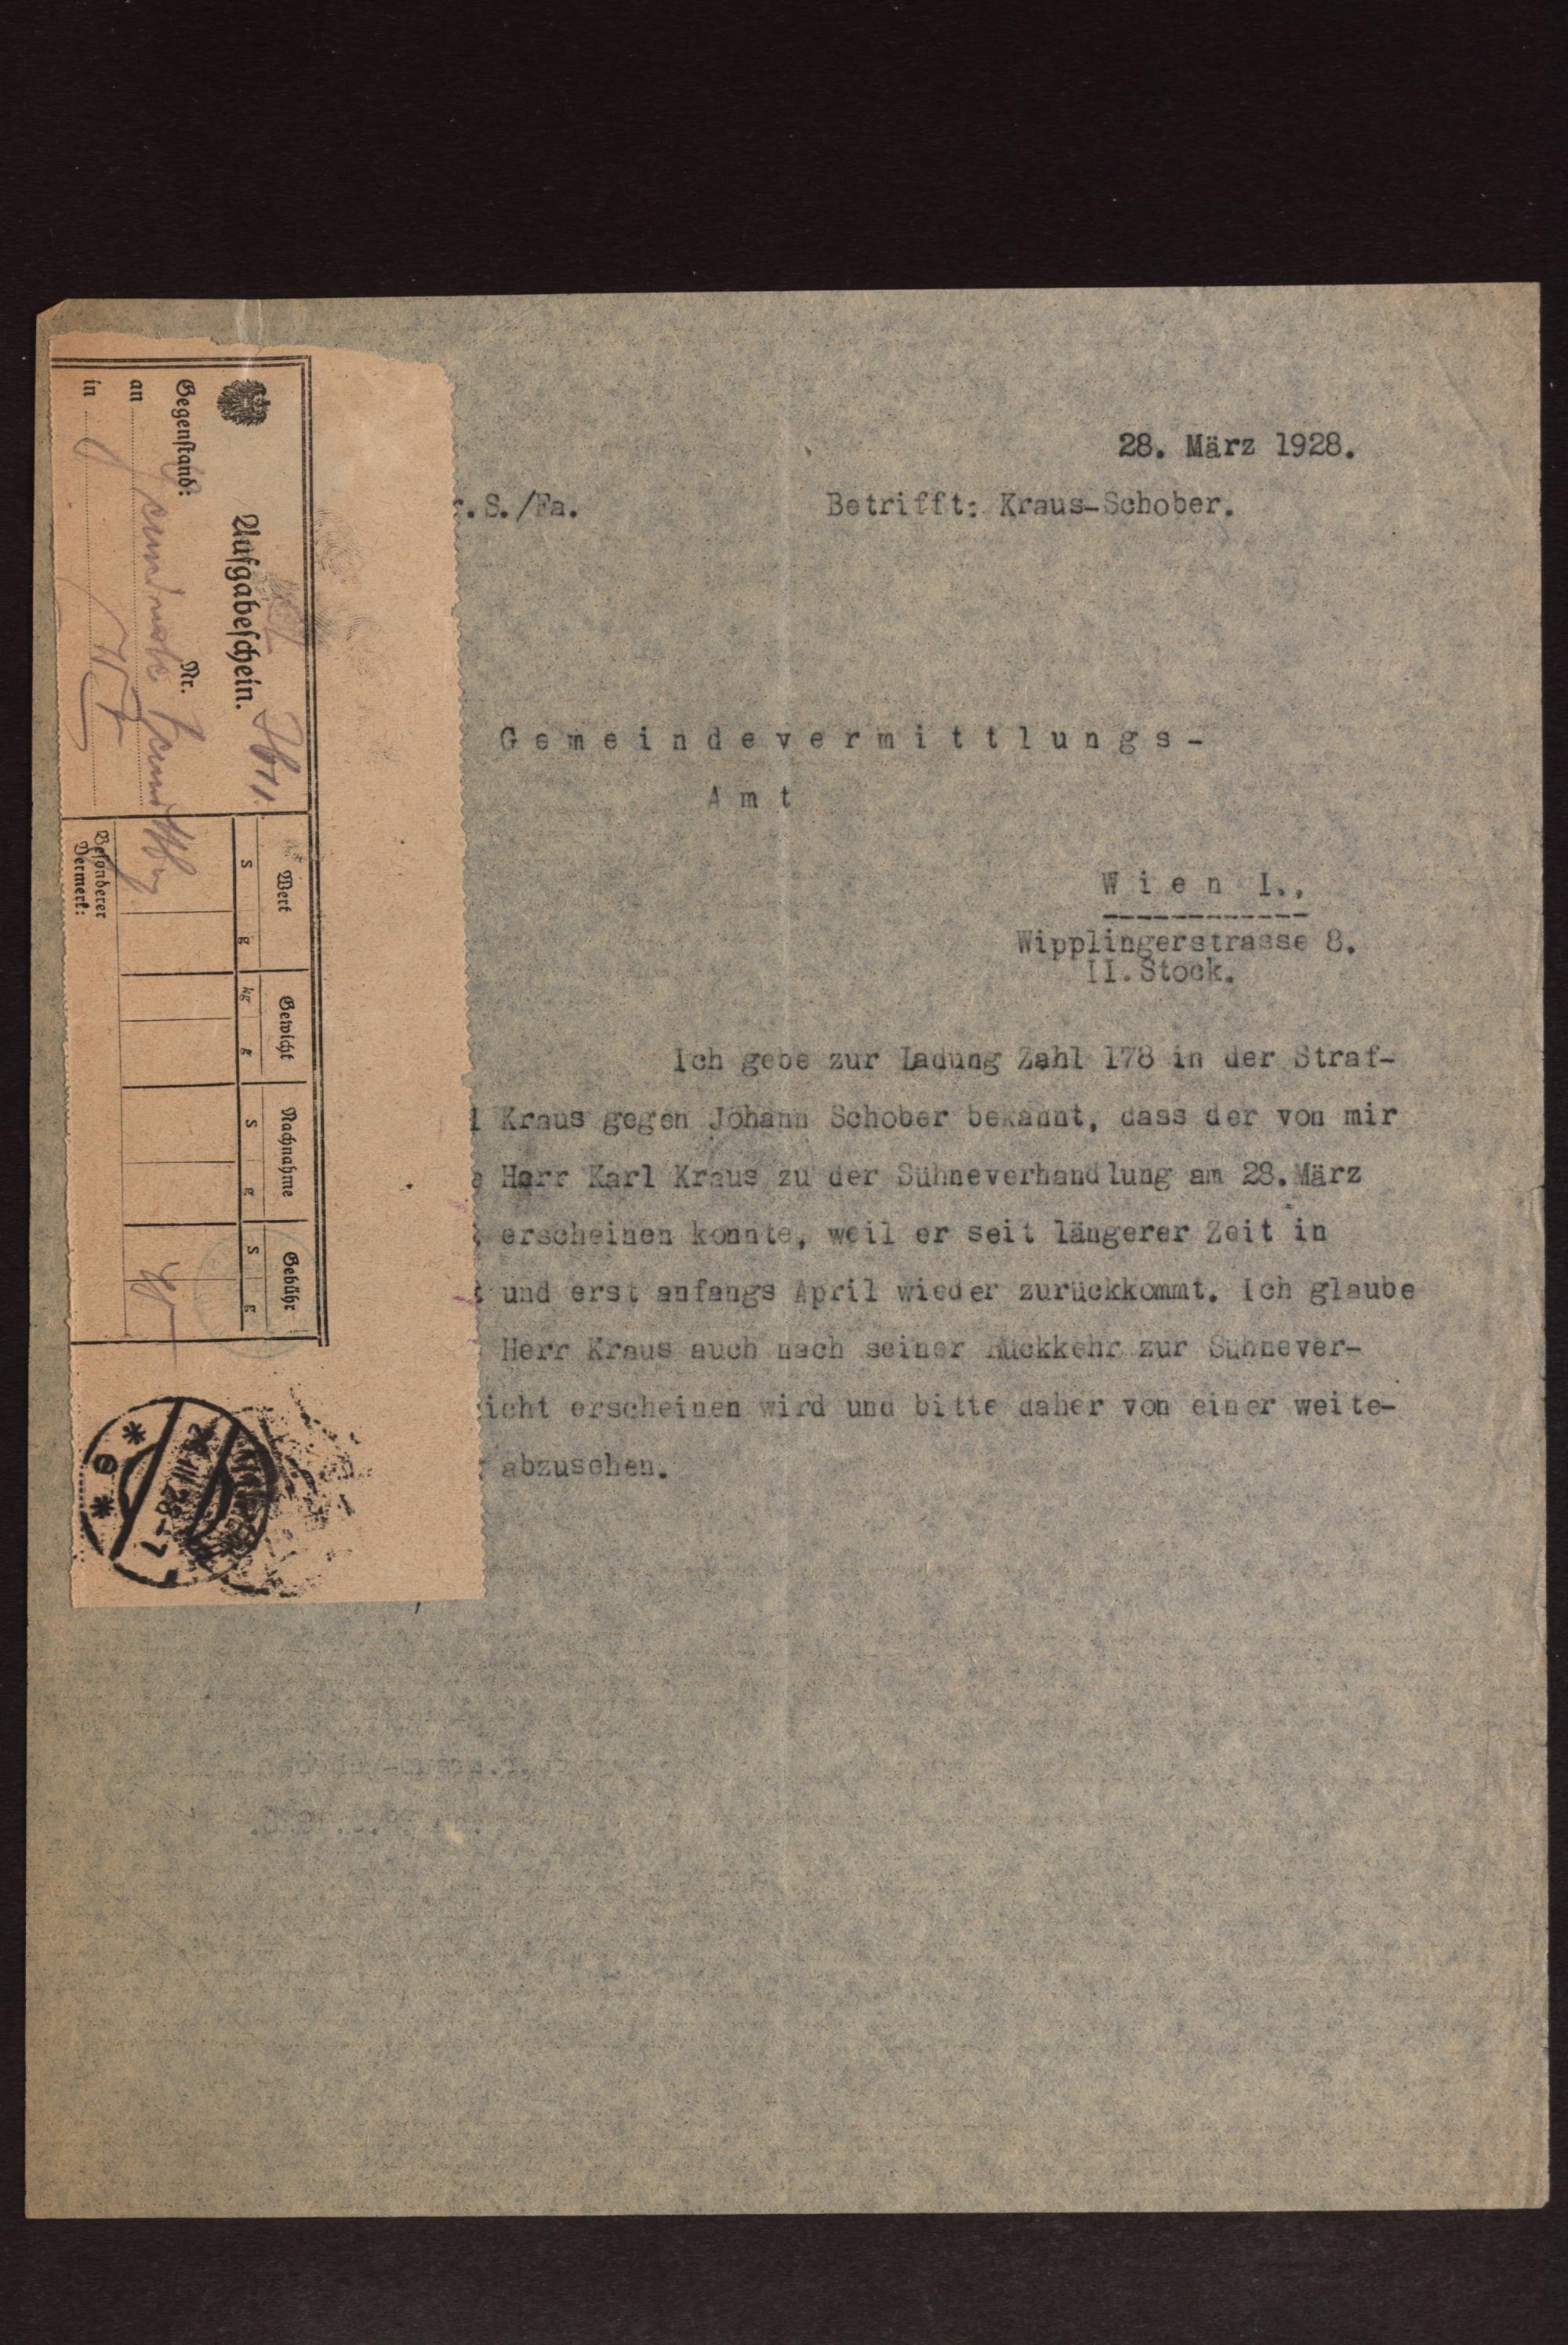 28. März 1928.
r.S./Fa.
Betrifft: Kraus-Schober.
Gemeindevermittlungs-
Amt
Wien I.,
Wipplingerstrasse 8.
II.Stock.
Ich gebe zur Ladung Zahl 178 in der Straf-
l Kraus gegen Johann Schober bekannt, dass der von mir
e Herr Karl Kraus zu der Sühneverhandlung am 28.März
erscheinen konnte, weil er seit längerer Zeit in
und erst anfangs April wieder zurückkommt. Ich glaube
Herr Kraus auch nach seiner Rückkehr zur Sühnever-
icht erscheinen wird und bitte daher von einer weite-
abzusehen.
Aufgabeschein.
Gegenstand:
Nr.
an
in
Wert
Gewicht
Nachnahme
Gebühr
S g
kg g
S g
S g
Besonderer
Vermerk: